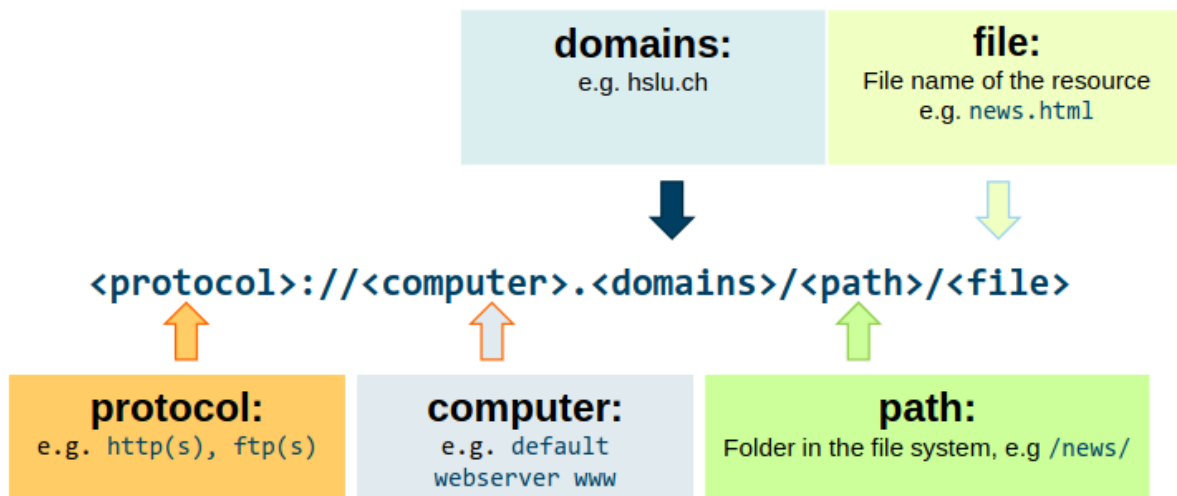 domains:
e.g. hslu.ch
file:
File name of the resource
e.g. news.html
<protocol>://<computer>.<domains>/<path>/<file>
protocol:
e.g. http(s), ftp(s)
computer:
e.g. default
webserver www
path:
Folder in the file system, e.g /news/